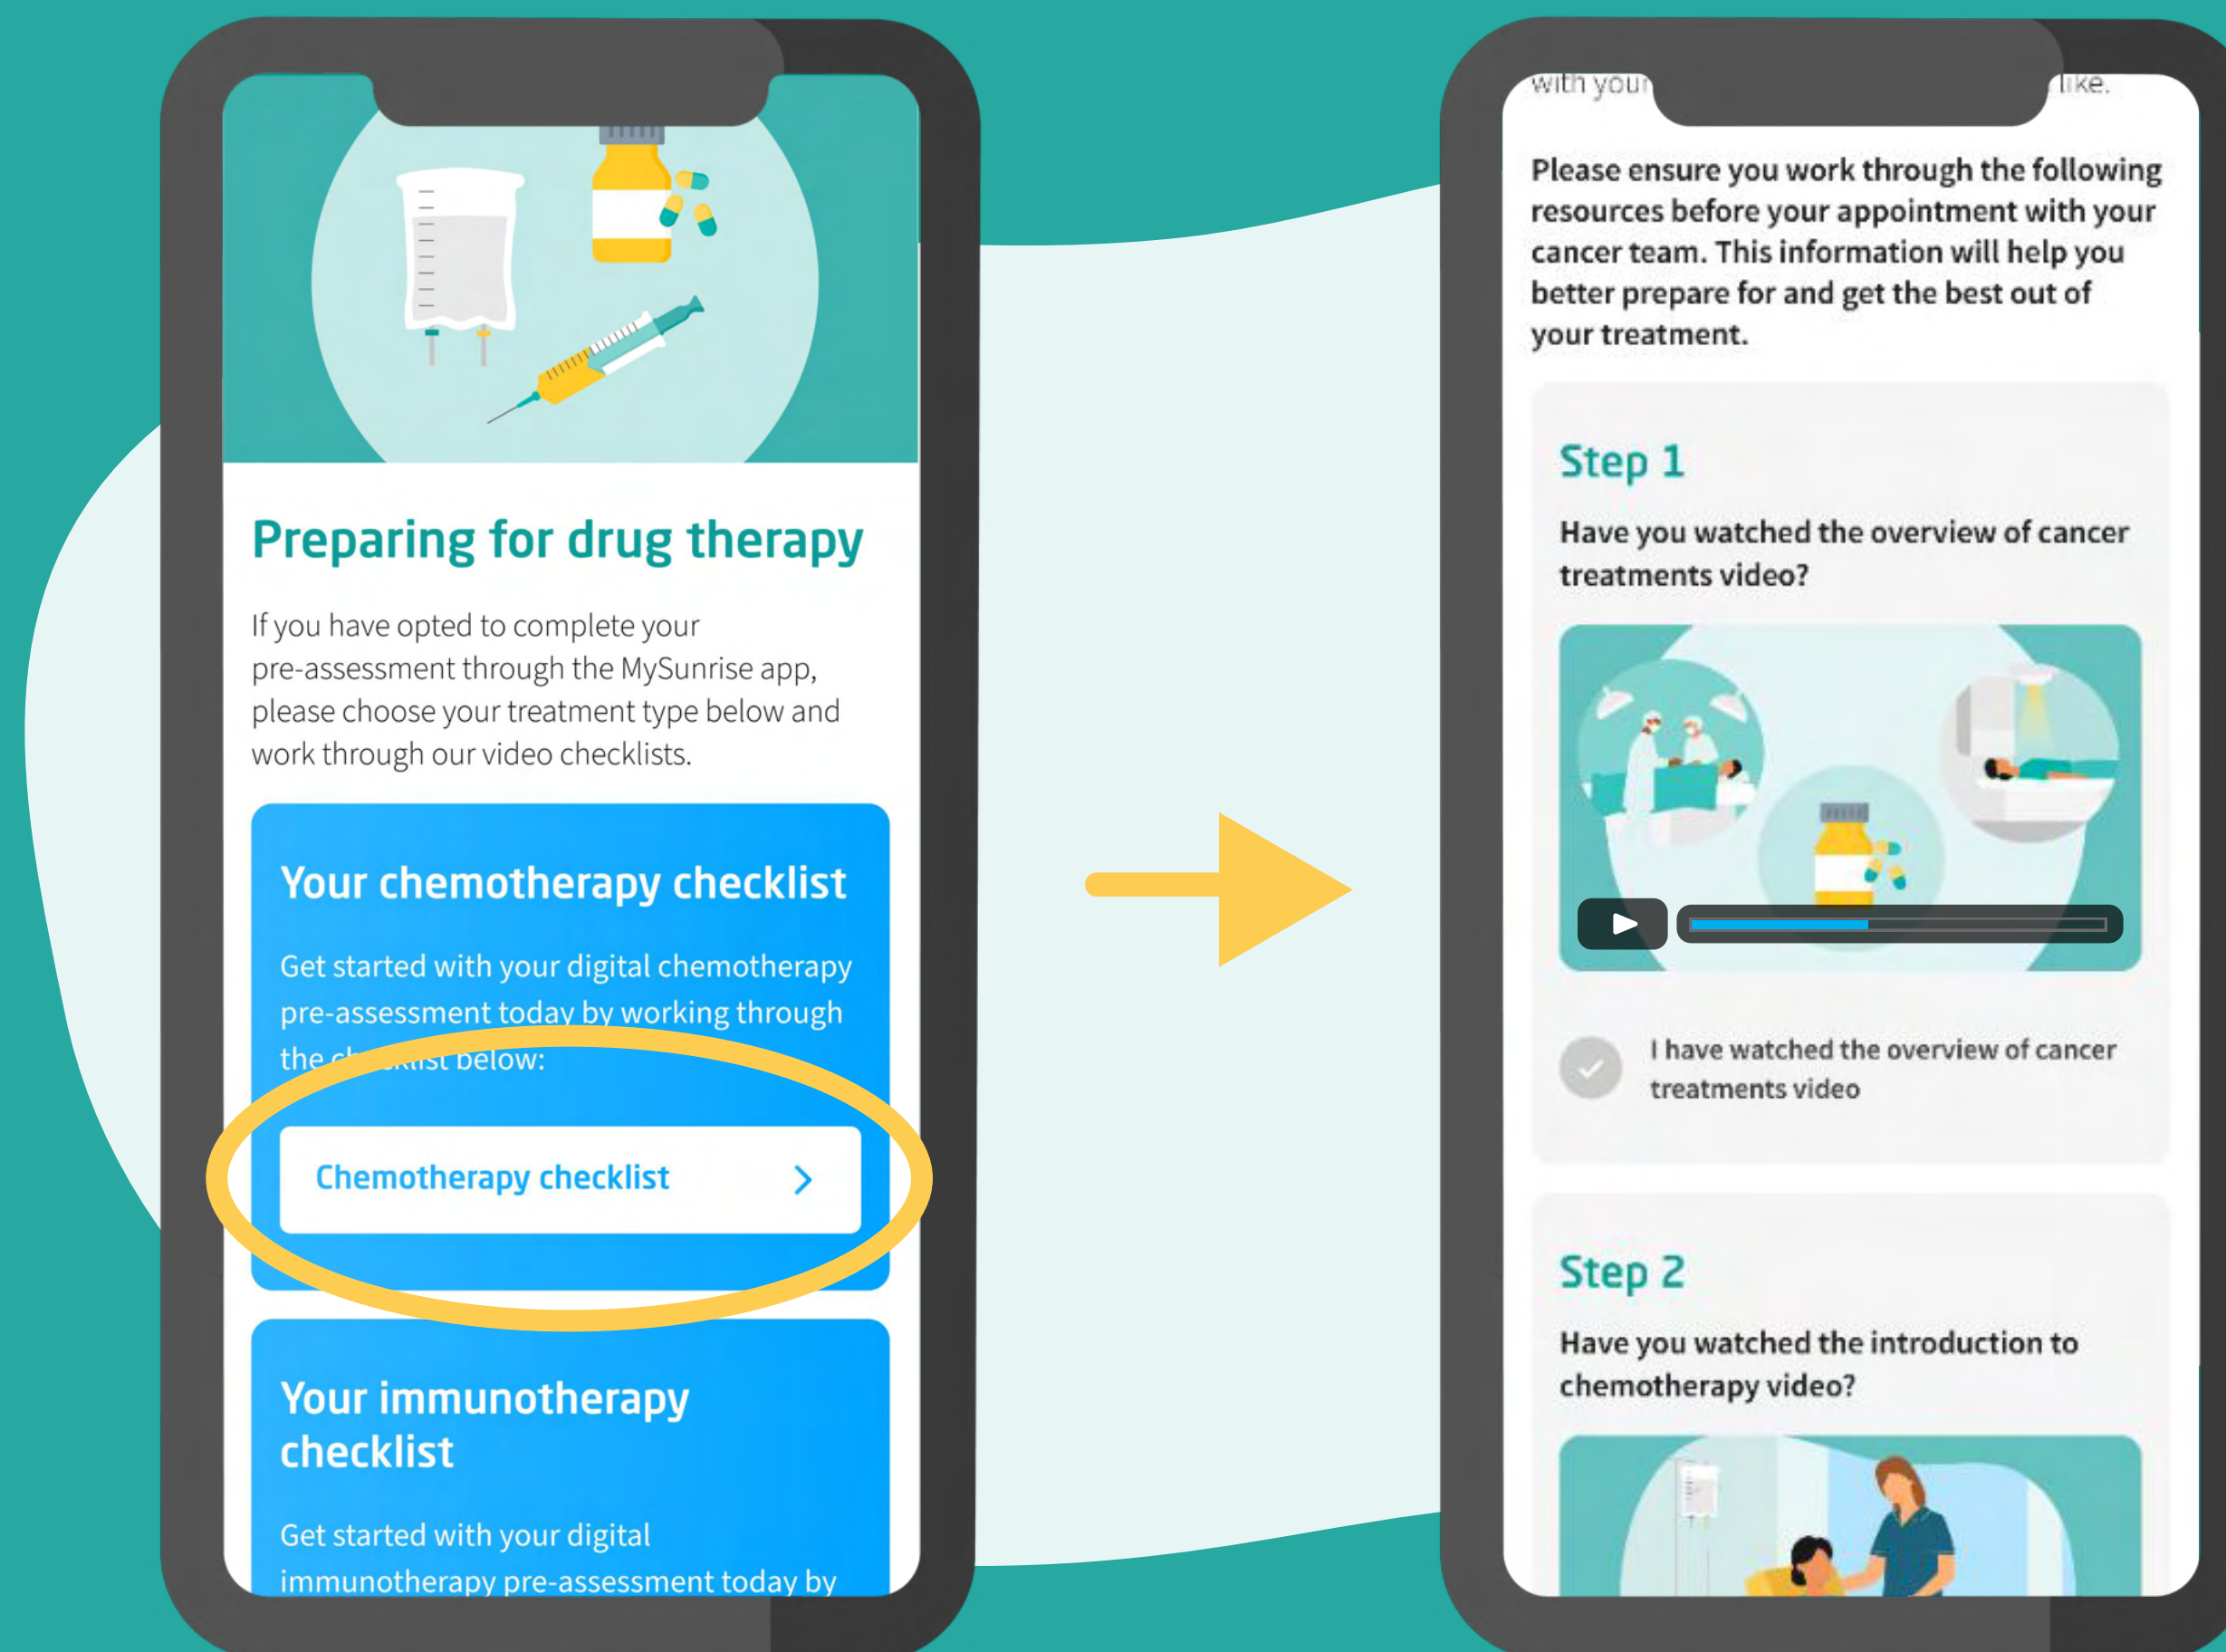 Preparing for drug therapy
If you have opted to complete your
pre-assessment through the MySunrise app,
please choose your treatment type below and
work through our video checklists.
Your chemotherapy checklist
Get started with your digital chemotherapy
pre-assessment today by working through
the checklist below:
Chemotherapy checklist
Your immunotherapy
checklist
Get started with your digital
immunotherapy pre-assessment today by
with your like.
Please ensure you work through the following
resources before your appointment with your
cancer team. This information will help you
better prepare for and get the best out of
your treatment.
Step 1
Have you watched the overview of cancer
treatments video?
I have watched the overview of cancer
treatments video
Step 2
Have you watched the introduction to
chemotherapy video?